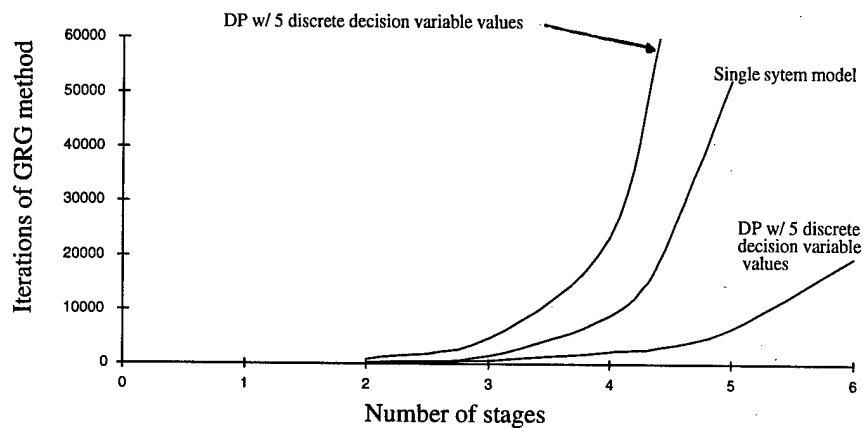 DP w/ 5 discrete decision variable values
60000
50000
40000
30000
20000
10000
0
Iterations of GRG method
Single sytem model
DP w/ 5 discrete
decision variable
values
0 1 2 3 4 5 6
Number of stages